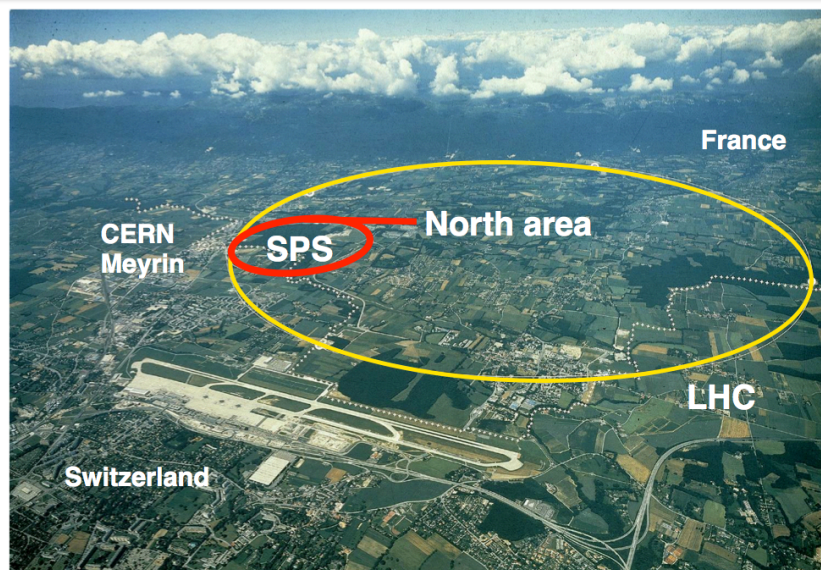 France
North area
CERN
Meyrin
SPS
LHC
Switzerland